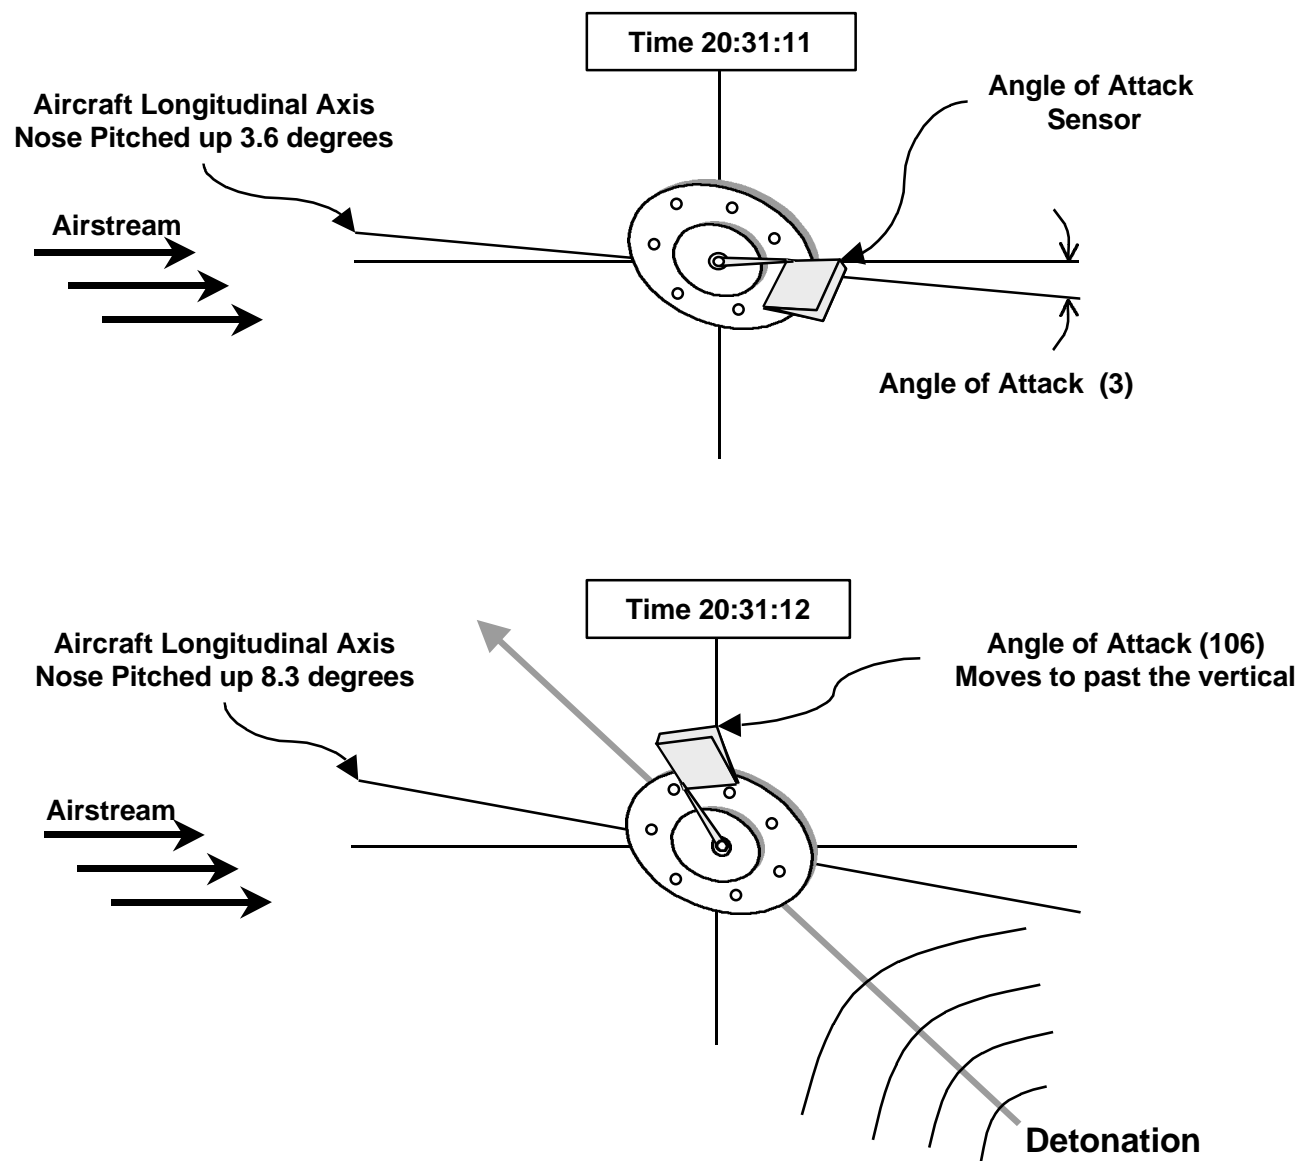 Time 20:31:11
Angle of Attack
Sensor
Aircraft Longitudinal Axis
Nose Pitched up 3.6 degrees
Airstream
Angle of Attack  (3)
Time 20:31:12
Aircraft Longitudinal Axis
Nose Pitched up 8.3 degrees
Angle of Attack (106)
Moves to past the vertical
Airstream
Detonation